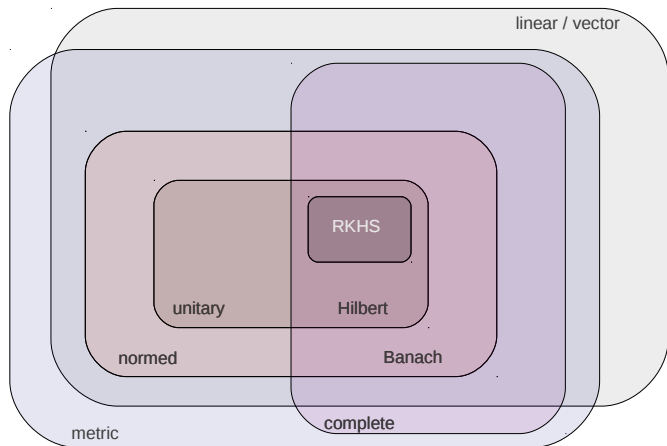 linear / vector
RKHS
unitary
Hilbert
normed
Banach
complete
metric